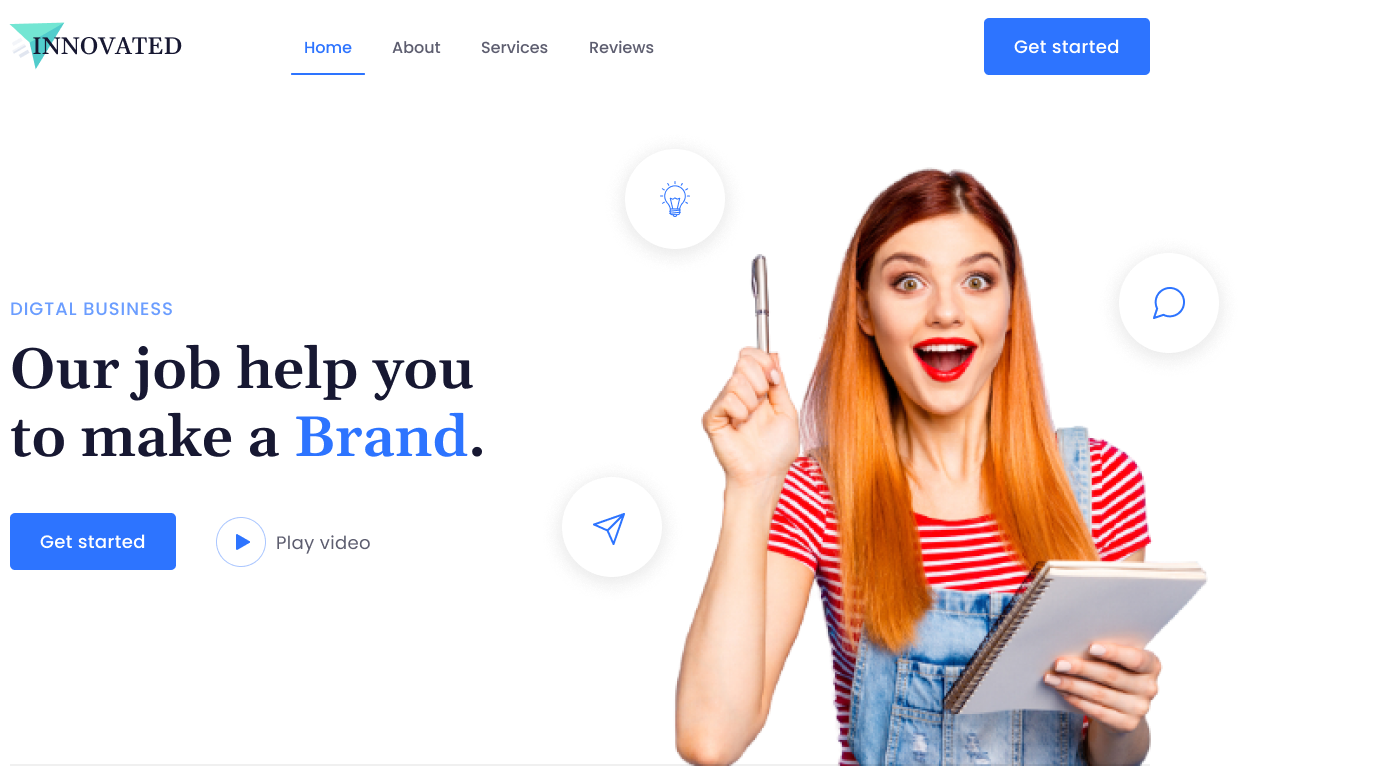 INNOVATED
Home
About
Services
Reviews
Get started
DIGTAL BUSINESS
Our job help you
to make a Brand.
Get started
Play video